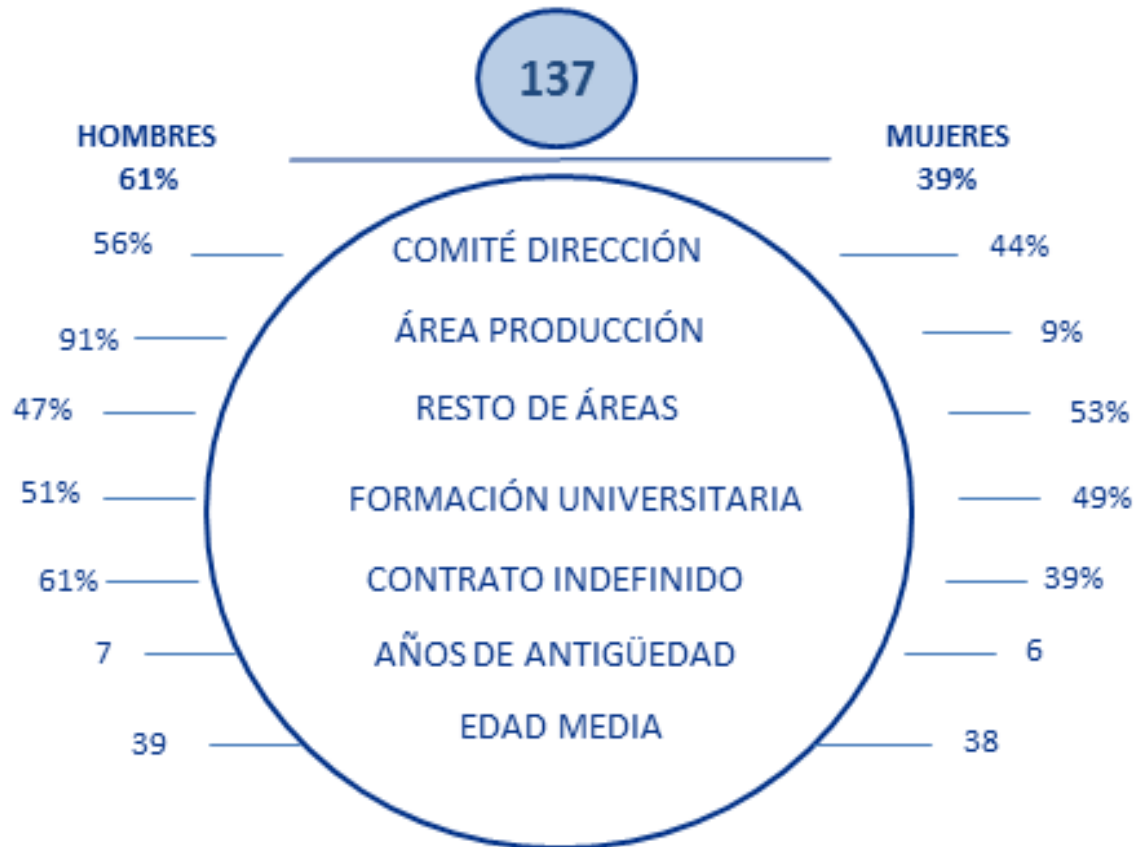 137
HOMBRES MUJERES
61% 39%
56% COMITÉ DIRECCIÓN 44%
91% ÁREA PRODUCCIÓN 9%
47% RESTO DE ÁREAS 53%
51% FORMACIÓN UNIVERSITARIA 49%
61% CONTRATO INDEFINIDO 39%
7 AÑOS DE ANTIGÜEDAD 6
39 EDAD MEDIA 38